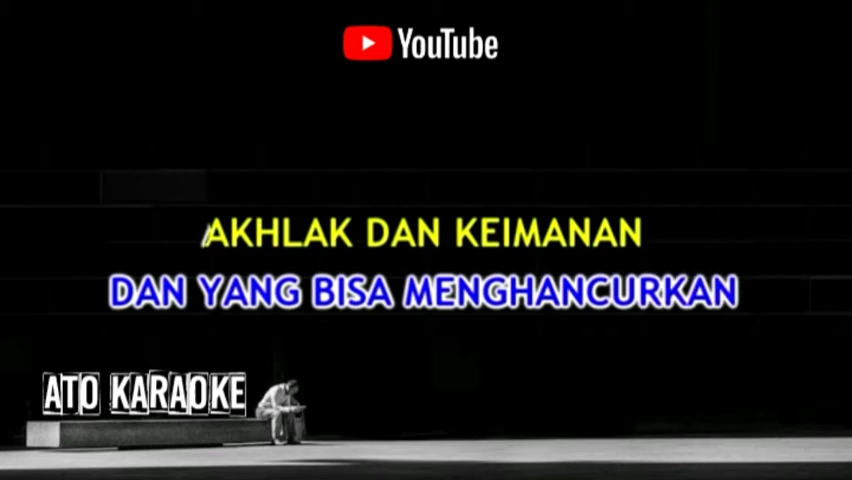 YouTube
AKHLAK DAN KEIMANAN
DAN YANG BISA MENGHANCURKAN
ATO KARAOKE